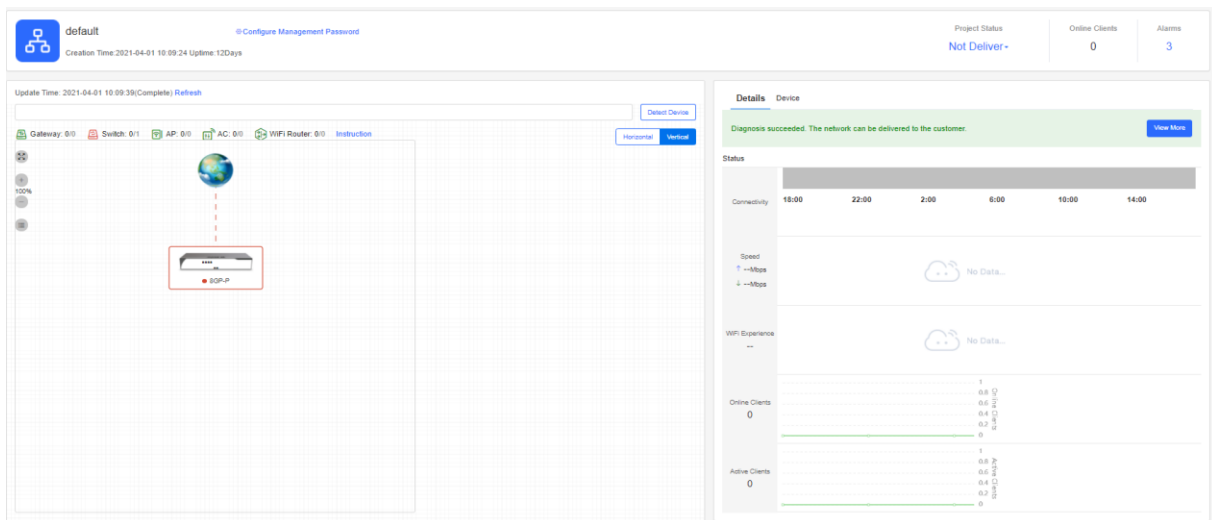 default
⊕Configure Management Password
Creation Time:2021-04-01 10:09:24 Uptime:12Days
Project Status
Not Deliver
Online Clients
0
Alarms
3
Update Time: 2021-04-01 10:09:39(Complete) Refresh
Detect Device
Gateway: 0/0 Switch: 0/1 AP: 0/0 AC: 0/0 WiFi Router: 0/0 Instruction
Horizontal Vertical
100%
8GP-P
Details Device
Diagnosis succeeded. The network can be delivered to the customer.
View More
Status
Connectivity
18:00 22:00 2:00 6:00 10:00 14:00
Speed
↑ --Mbps
↓ --Mbps
No Data...
WiFi Experience
--
No Data...
Online Clients
0
1
0.8
0.6
0.4
0.2
0
Online Clients
Active Clients
0
1
0.8
0.6
0.4
0.2
0
Active Clients